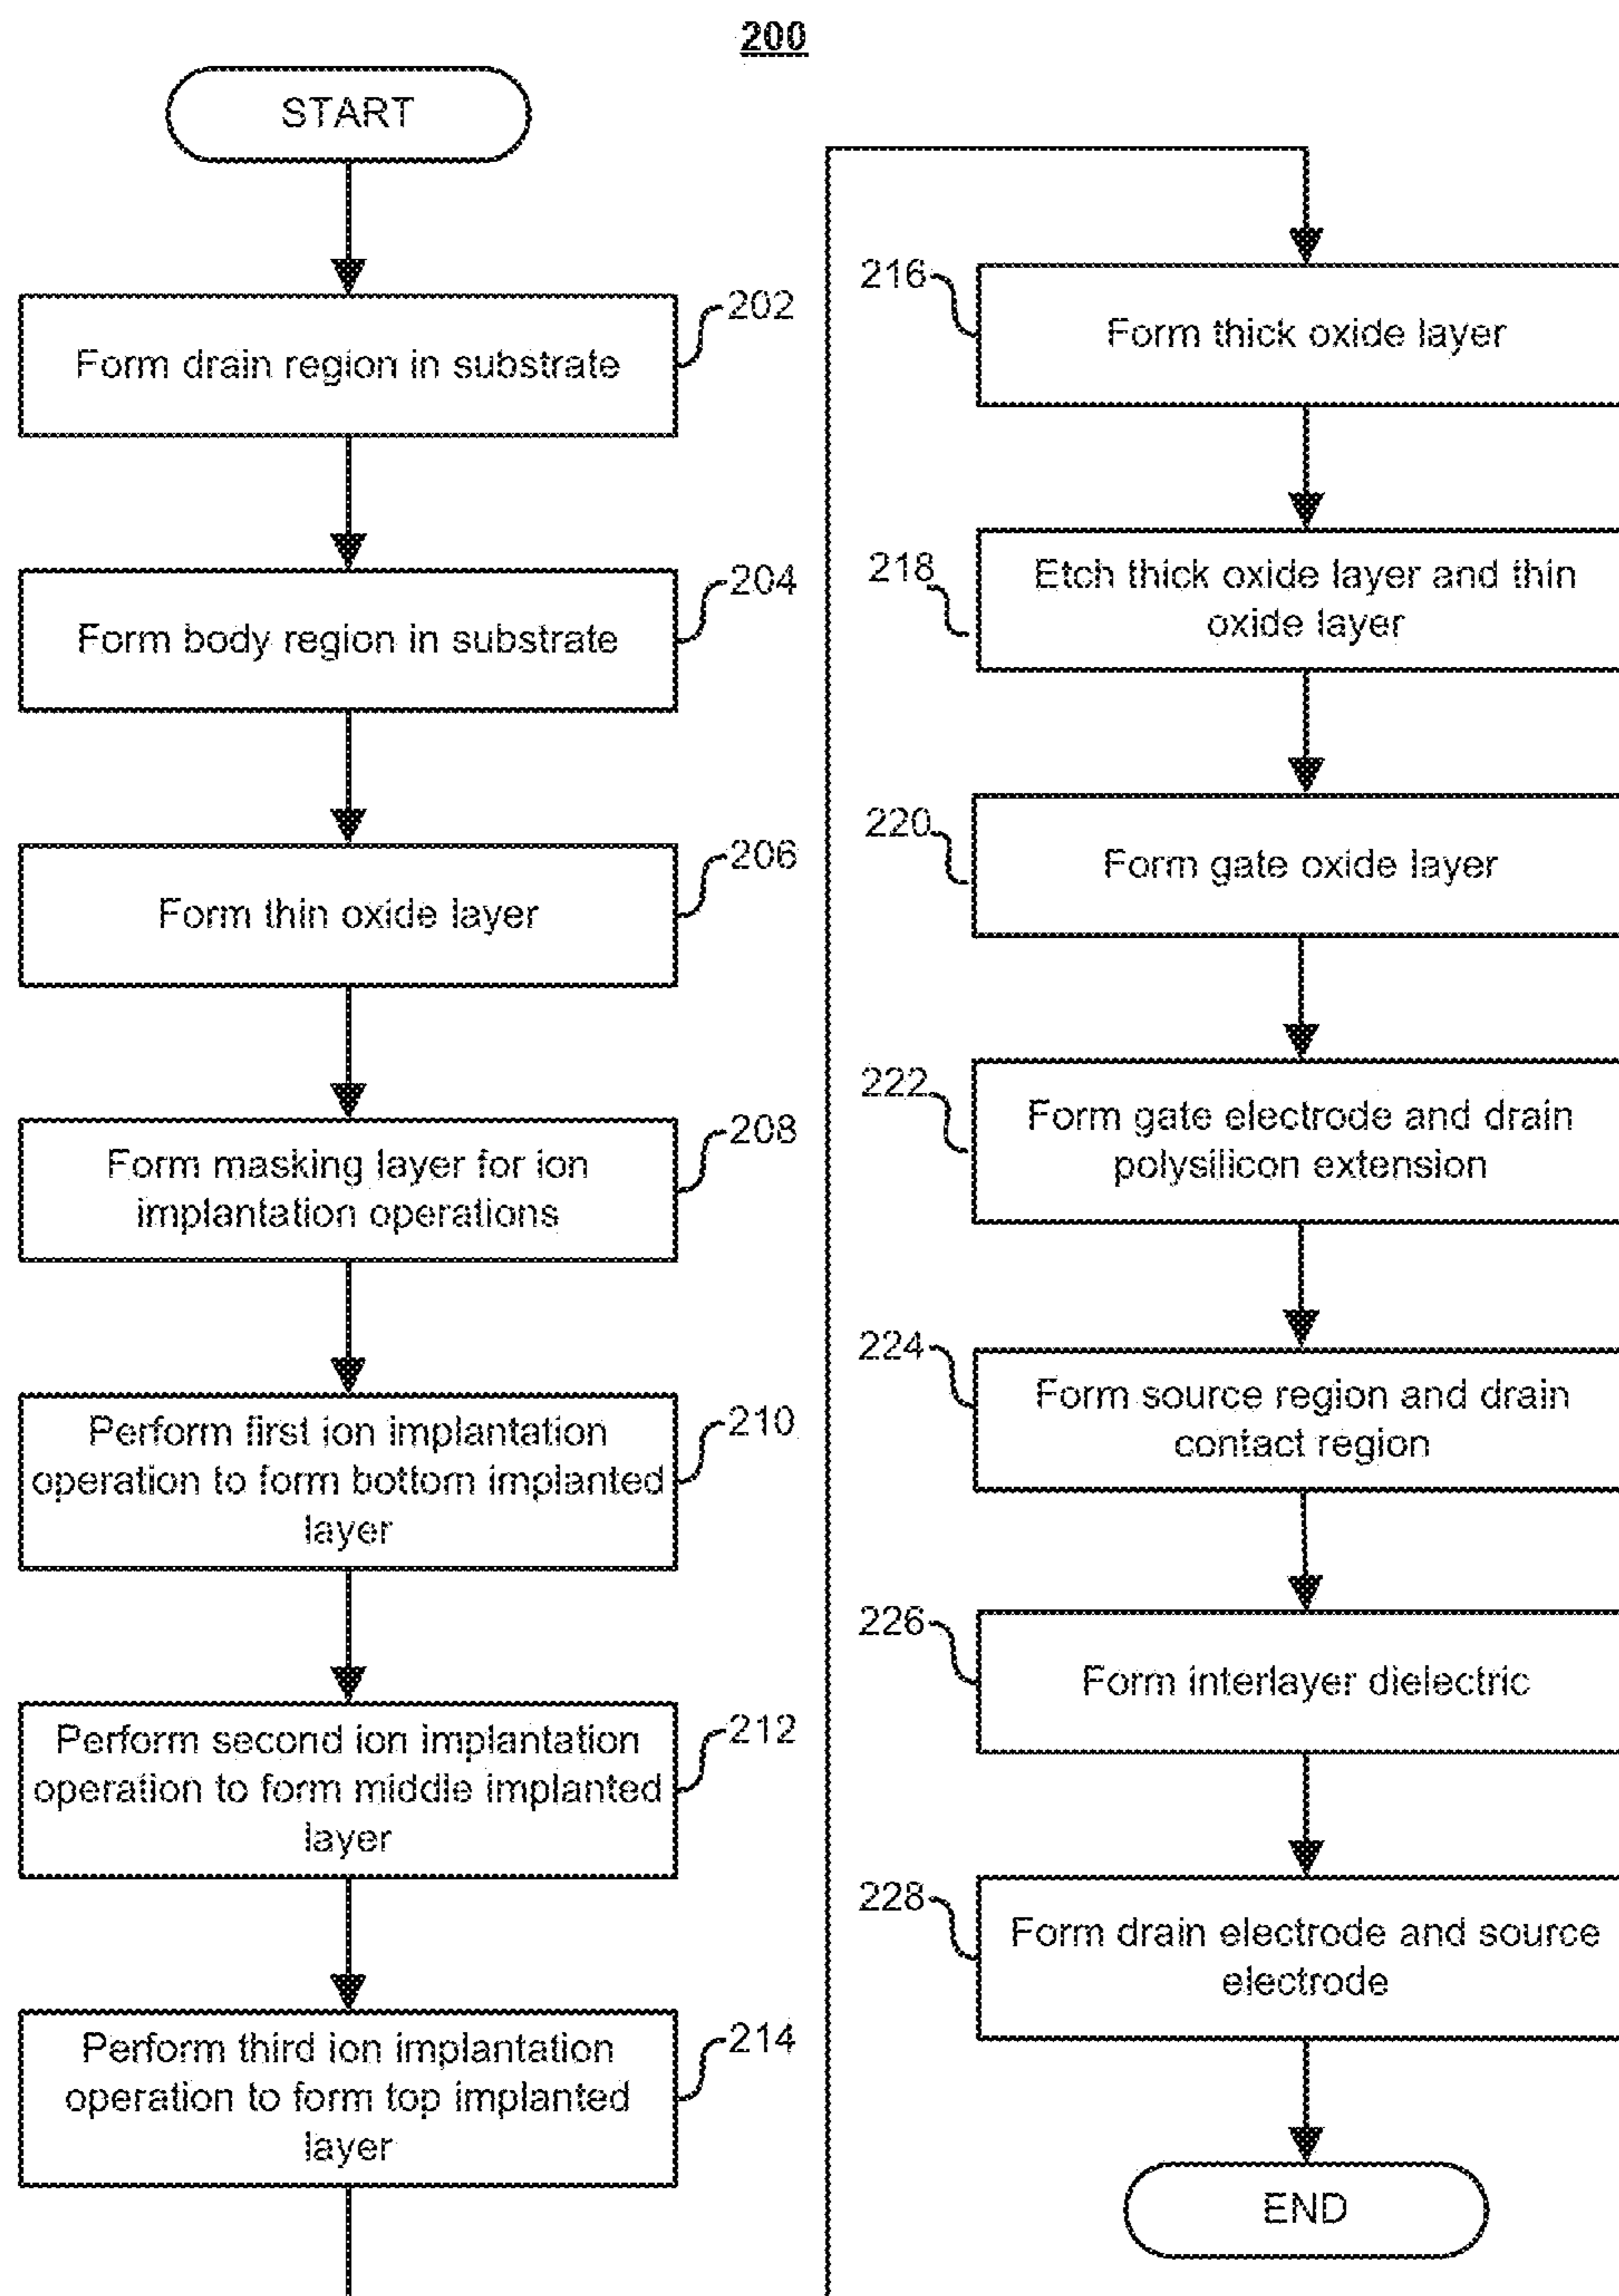 200
START
Form drain region in substrate
202
Form body region in substrate
204
Form thin oxide layer
206
Form masking layer for ion
implantation operations
208
Perform first ion implantation
operation to form bottom implanted
layer
210
Perform second ion implantation
operation to form middle implanted
layer
212
Perform third ion implantation
operation to form top implanted
layer
214
216
Form thick oxide layer
218
Etch thick oxide layer and thin
oxide layer
220
Form gate oxide layer
222
Form gate electrode and drain
polysilicon extension
224
Form source region and drain
contact region
226
Form interlayer dielectric
228
Form drain electrode and source
electrode
END